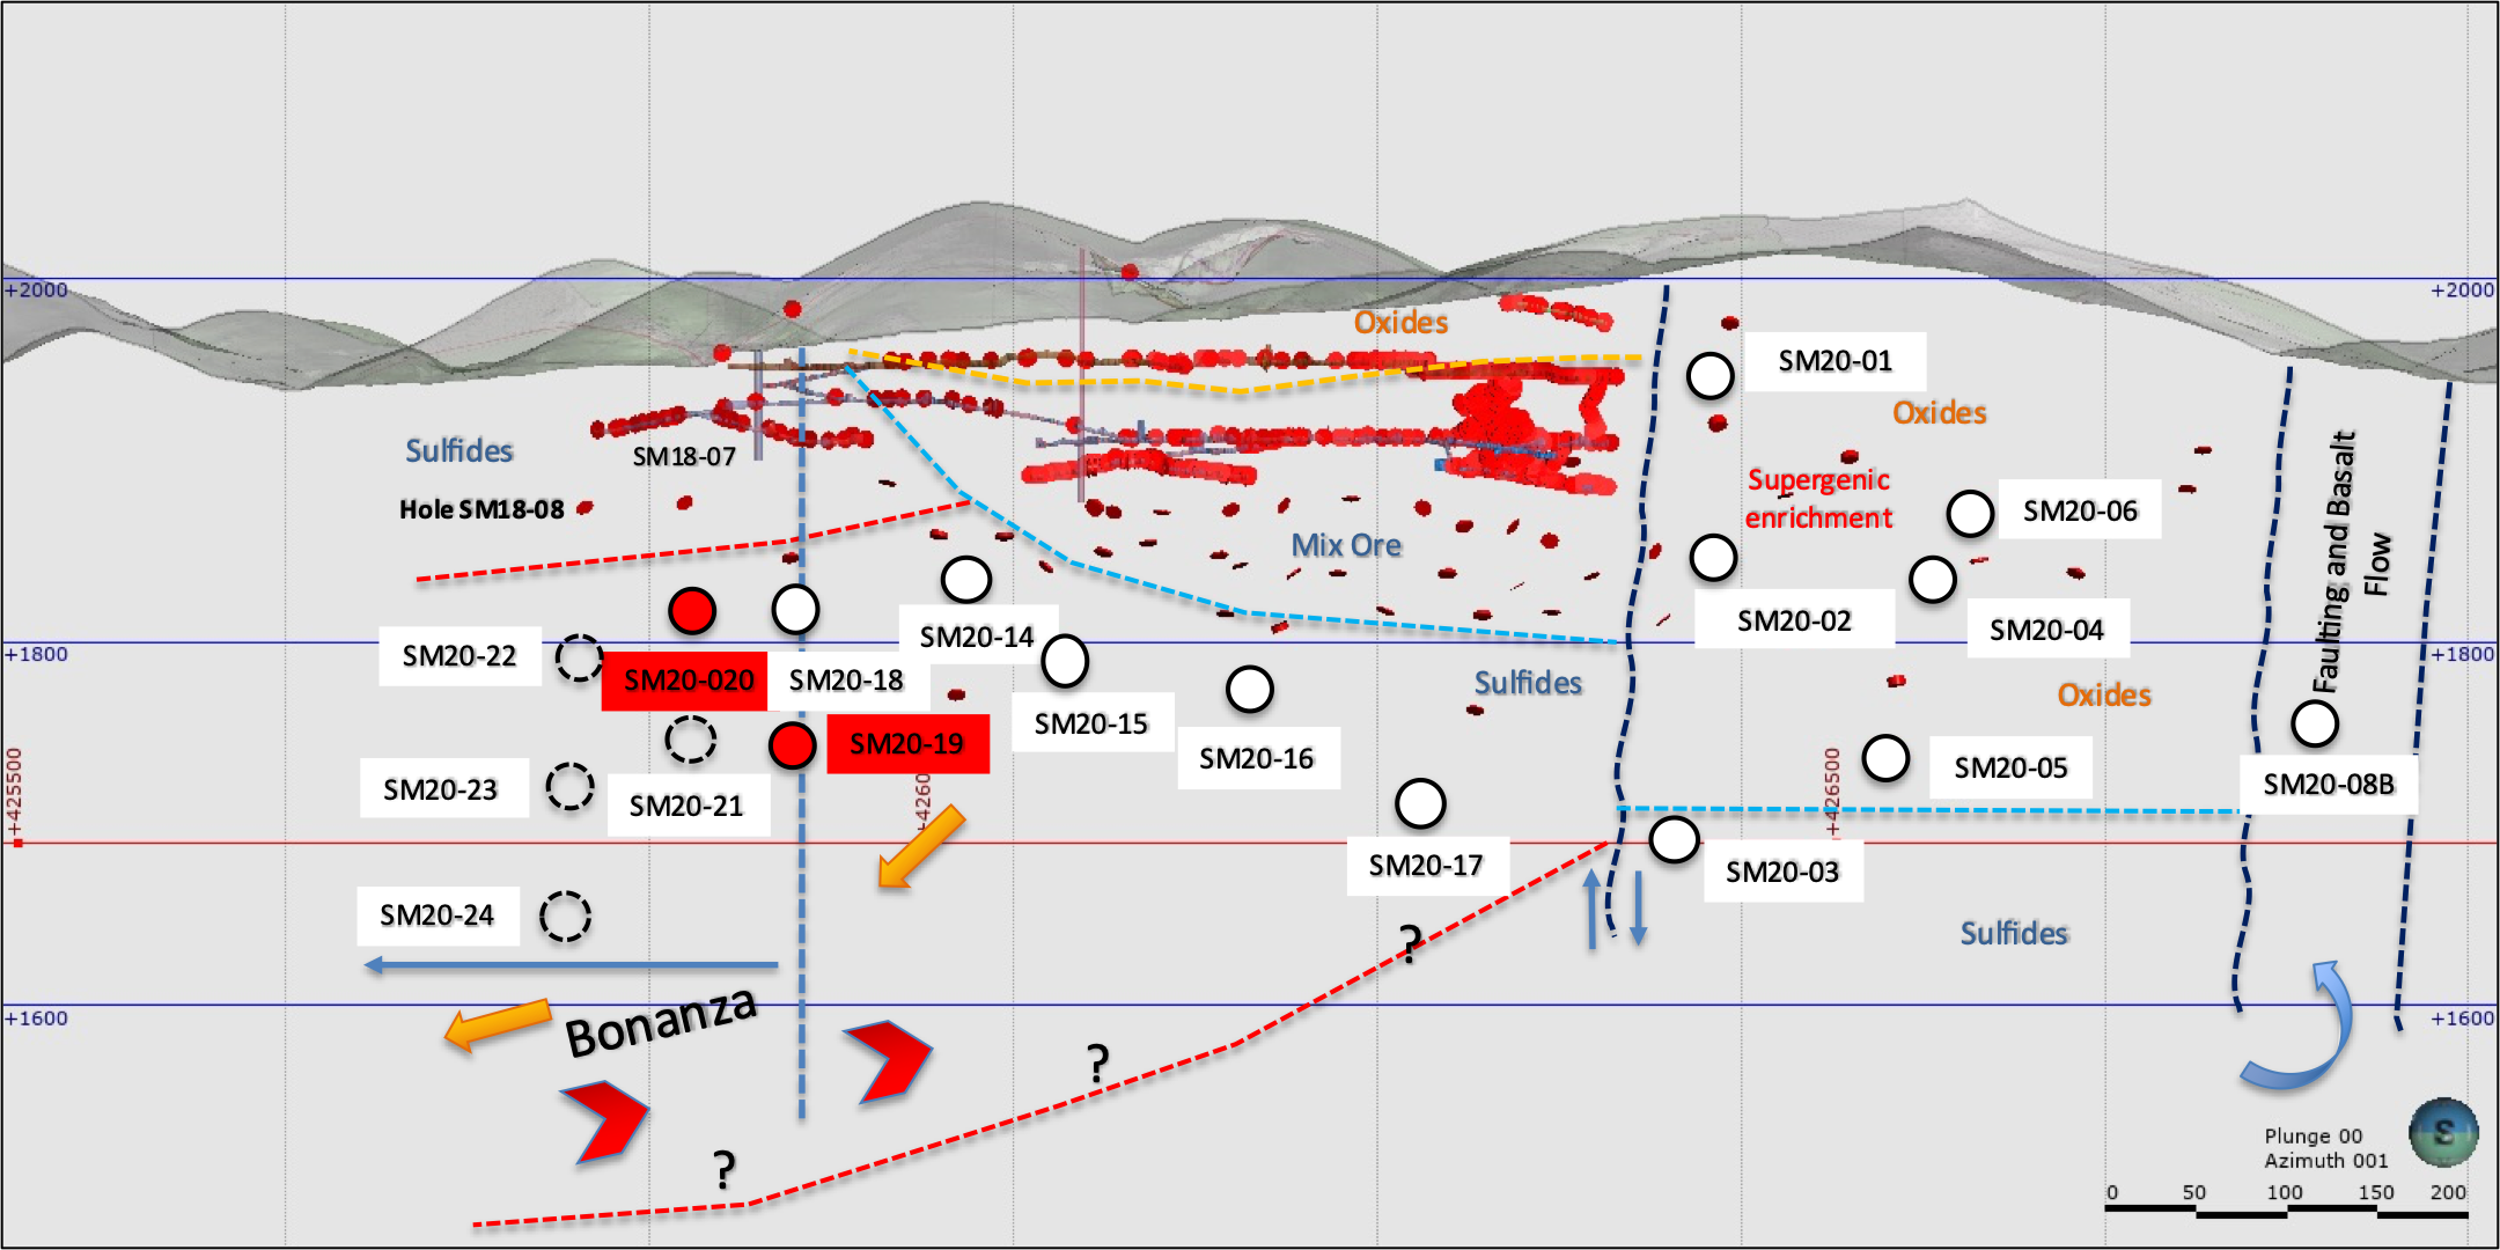 +2000
+2000
Oxides
SM20-01
Oxides
Sulfides
SM18-07
Supergenic
enrichment
Hole SM18-08
SM20-06
Mix Ore
Faulting and Basalt
Flow
SM20-02
SM20-04
SM20-14
+1800
+1800
SM20-22
SM20-020
SM20-18
Sulfides
Oxides
SM20-15
SM20-19
SM20-16
SM20-05
SM20-08B
SM20-23
SM20-21
+425500
+4260
+426500
SM20-17
SM20-03
SM20-24
?
Sulfides
Bonanza
+1600
+1600
?
?
S
Plunge 00
Azimuth 001
0 50 100 150 200